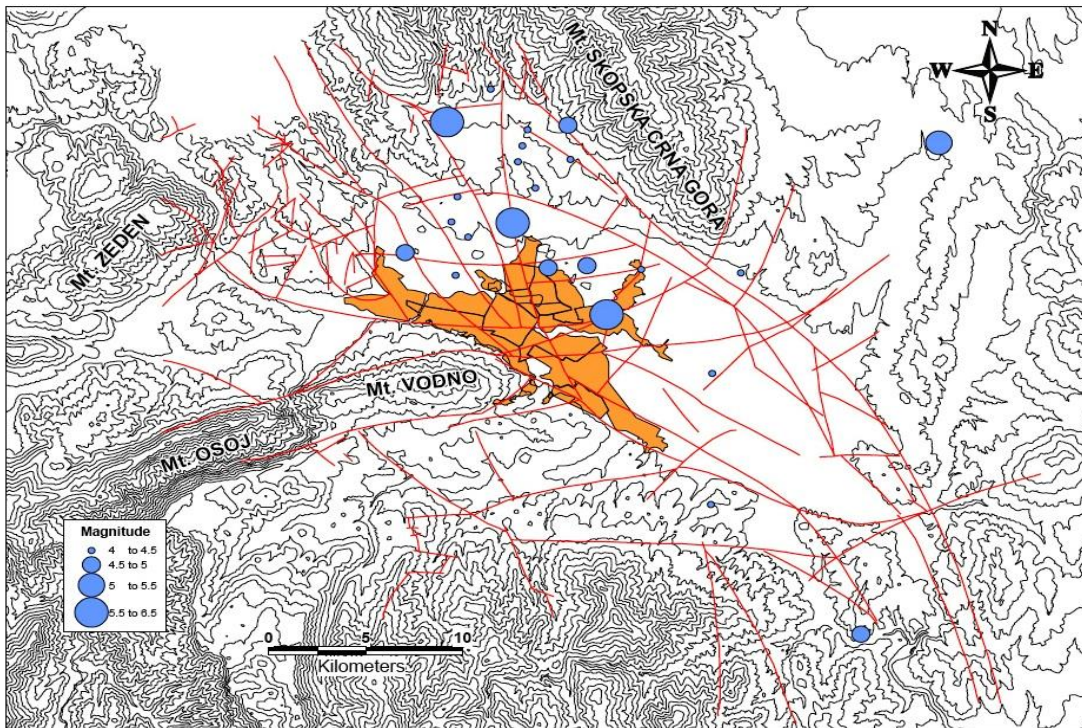 N
W E
S
Mt. SKOPSKA CRNA GORA
Mt. ZEDEN
Mt. VODNO
Mt. OSOJ
Magnitude
4 to 4.5
4.5 to 5
5 to 5.5
5.5 to 6.5
0 5 10
Kilometers